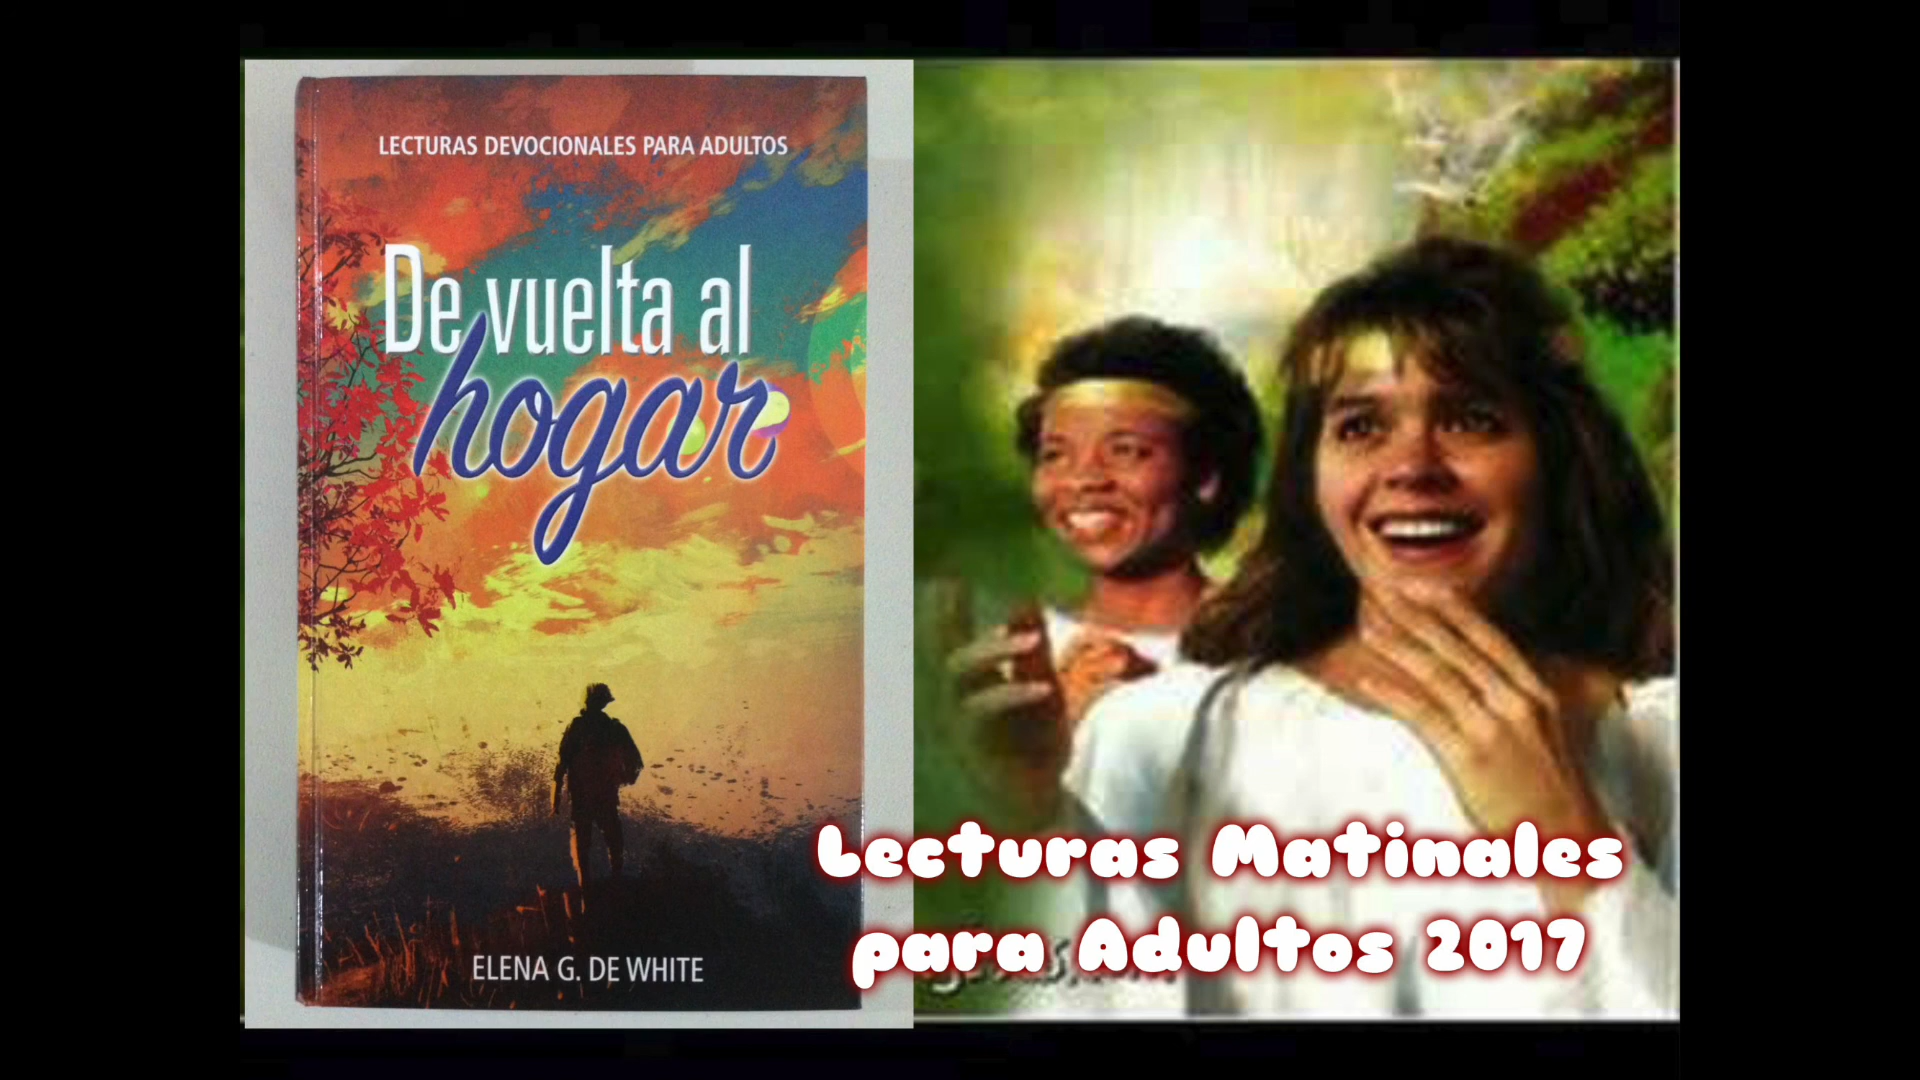 LECTURAS DEVOCIONALES PARA ADULTOS
De vuelta al
hogar
ELENA G. DE WHITE
Lecturas Matinales
para Adultos 2017